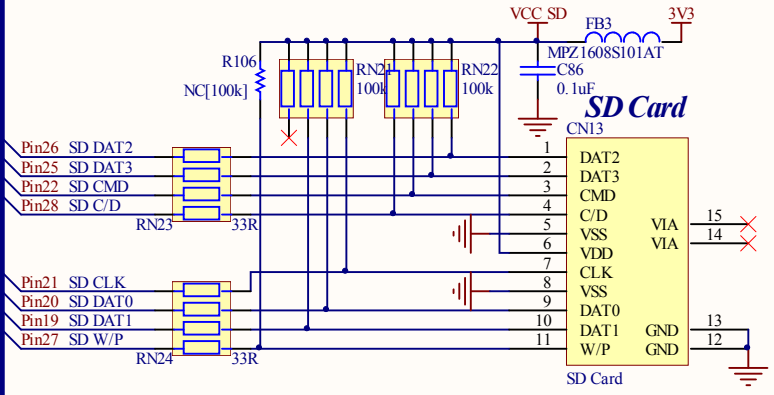 VCC SD
FB3
3V3
MPZ1608S101AT
R106
NC[100k]
RN21
100k
RN22
100k
C86
0.1uF
SD Card
CN13
Pin26 SD DAT2
Pin25 SD DAT3
Pin22 SD CMD
Pin28 SD C/D
RN23
33R
Pin21 SD CLK
Pin20 SD DAT0
Pin19 SD DAT1
Pin27 SD W/P
RN24
33R
1 DAT2
2 DAT3
3 CMD
4 C/D
5 VSS
6 VDD
7 CLK
8 VSS
9 DAT0
10 DAT1
11 W/P
VIA 15
VIA 14
GND 13
GND 12
SD Card